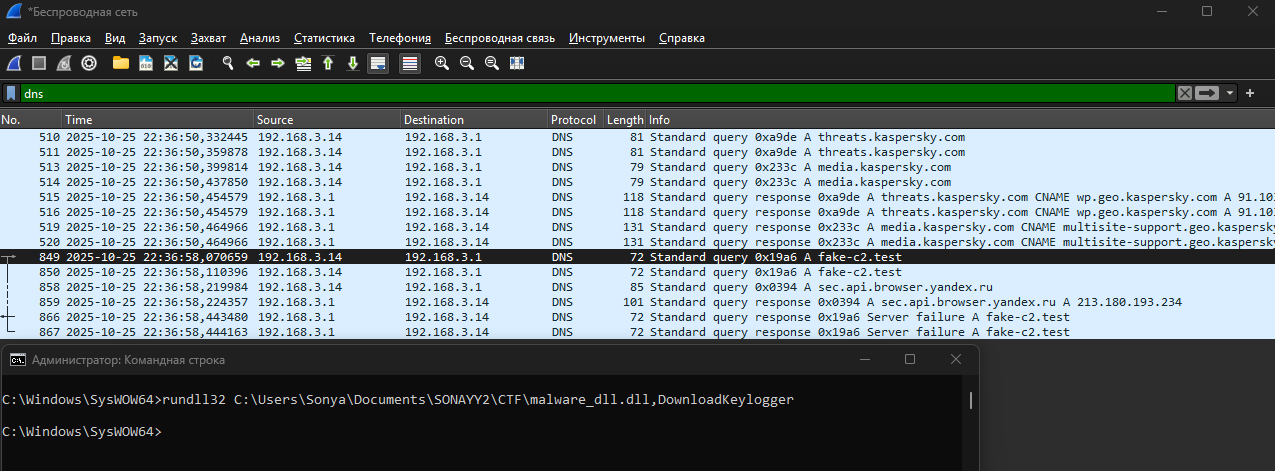 *Беспроводная сеть
Файл Правка Вид Запуск Захват Анализ Статистика Телефония Беспроводная связь Инструменты Справка
dns
No. Time Source Destination Protocol Length Info
510 2025-10-25 22:36:50,332445 192.168.3.14 192.168.3.1 DNS 81 Standard query 0xa9de A threats.kaspersky.com
511 2025-10-25 22:36:50,359878 192.168.3.14 192.168.3.1 DNS 81 Standard query 0xa9de A threats.kaspersky.com
513 2025-10-25 22:36:50,399814 192.168.3.14 192.168.3.1 DNS 79 Standard query 0x233c A media.kaspersky.com
514 2025-10-25 22:36:50,437850 192.168.3.14 192.168.3.1 DNS 79 Standard query 0x233c A media.kaspersky.com
515 2025-10-25 22:36:50,454579 192.168.3.1 192.168.3.14 DNS 118 Standard query response 0xa9de A threats.kaspersky.com CNAME wp.geo.kaspersky.com A 91.103
516 2025-10-25 22:36:50,454579 192.168.3.1 192.168.3.14 DNS 118 Standard query response 0xa9de A threats.kaspersky.com CNAME wp.geo.kaspersky.com A 91.103
519 2025-10-25 22:36:50,464966 192.168.3.1 192.168.3.14 DNS 131 Standard query response 0x233c A media.kaspersky.com CNAME multisite-support.geo.kaspersky
520 2025-10-25 22:36:50,464966 192.168.3.1 192.168.3.14 DNS 131 Standard query response 0x233c A media.kaspersky.com CNAME multisite-support.geo.kaspersky
849 2025-10-25 22:36:58,070659 192.168.3.14 192.168.3.1 DNS 72 Standard query 0x19a6 A fake-c2.test
850 2025-10-25 22:36:58,110396 192.168.3.14 192.168.3.1 DNS 72 Standard query 0x19a6 A fake-c2.test
858 2025-10-25 22:36:58,219984 192.168.3.14 192.168.3.1 DNS 85 Standard query 0x0394 A sec.api.browser.yandex.ru
859 2025-10-25 22:36:58,224357 192.168.3.1 192.168.3.14 DNS 101 Standard query response 0x0394 A sec.api.browser.yandex.ru A 213.180.193.234
866 2025-10-25 22:36:58,443480 192.168.3.1 192.168.3.14 DNS 72 Standard query response 0x19a6 Server failure A fake-c2.test
867 2025-10-25 22:36:58,444163 192.168.3.1 192.168.3.14 DNS 72 Standard query response 0x19a6 Server failure A fake-c2.test
Администратор: Командная строка
C:\Windows\SysWOW64>rundll32 C:\Users\Sonya\Documents\SONAYY2\CTF\malware_dll.dll,DownloadKeylogger
C:\Windows\SysWOW64>